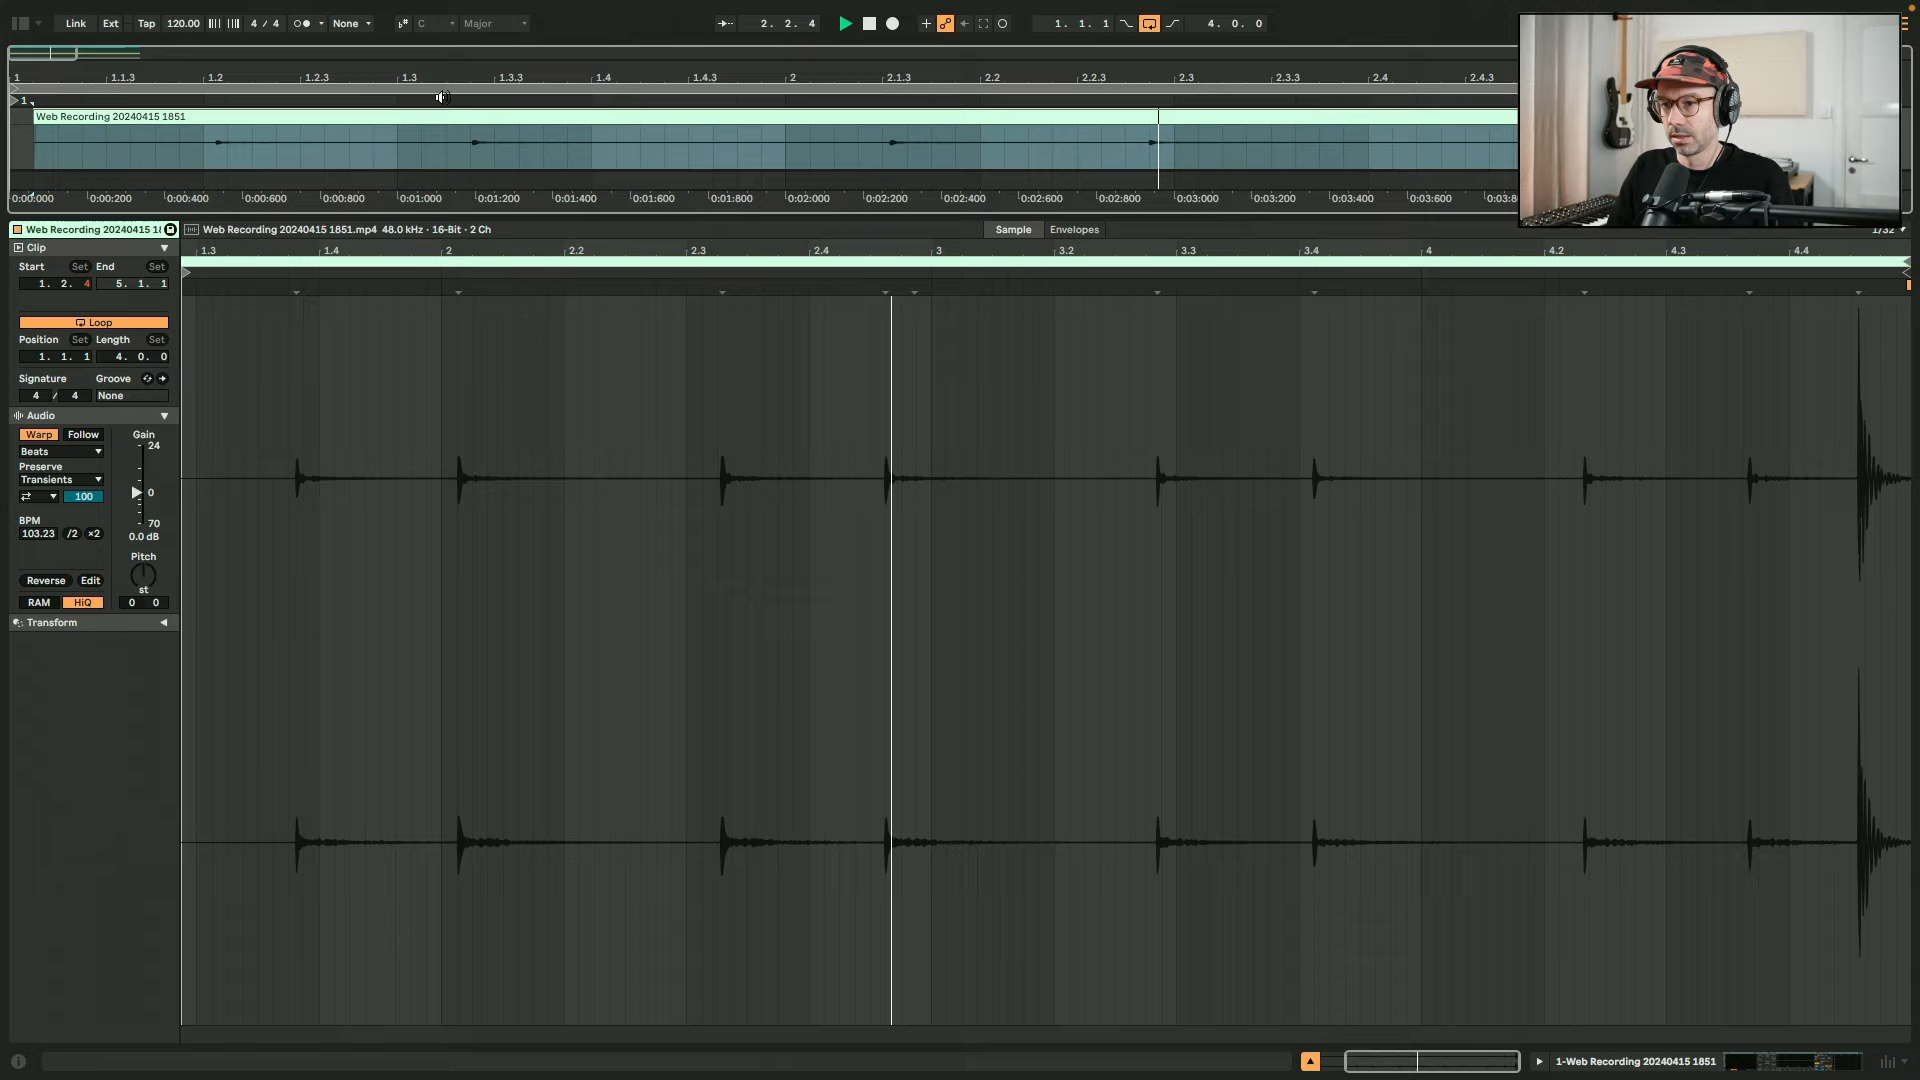 Link Ext Tap 120.00 4 / 4 None C Major 2. 2. 4 1. 1. 1 4. 0. 0
1 1.1.3 1.2 1.2.3 1.3 1.3.3 1.4 1.4.3 2 2.1.3 2.2 2.2.3 2.3 2.3.3 2.4 2.4.3
1
Web Recording 20240415 1851
0:00:000 0:00:200 0:00:400 0:00:600 0:00:800 0:01:000 0:01:200 0:01:400 0:01:600 0:01:800 0:02:000 0:02:200 0:02:400 0:02:600 0:02:800 0:03:000 0:03:200 0:03:400 0:03:600
Web Recording 20240415 Web Recording 20240415 1851.mp4 48.0 kHz · 16-Bit · 2 Ch Sample Envelopes 1/32
Clip
1.3 1.4 2 2.2 2.3 2.4 3 3.2 3.3 3.4 4 4.2 4.3 4.4
Start Set End Set
1. 2. 4 5. 1. 1
Loop
Position Set Length Set
1. 1. 1 4. 0. 0
Signature Groove
4 / 4 None
Audio
Warp Follow Gain
24
Beats
Preserve
Transients
100 0
BPM
70
103.23 /2 ×2 0.0 dB
Pitch
Reverse Edit
st
RAM HiQ 0 0
Transform
1-Web Recording 20240415 1851